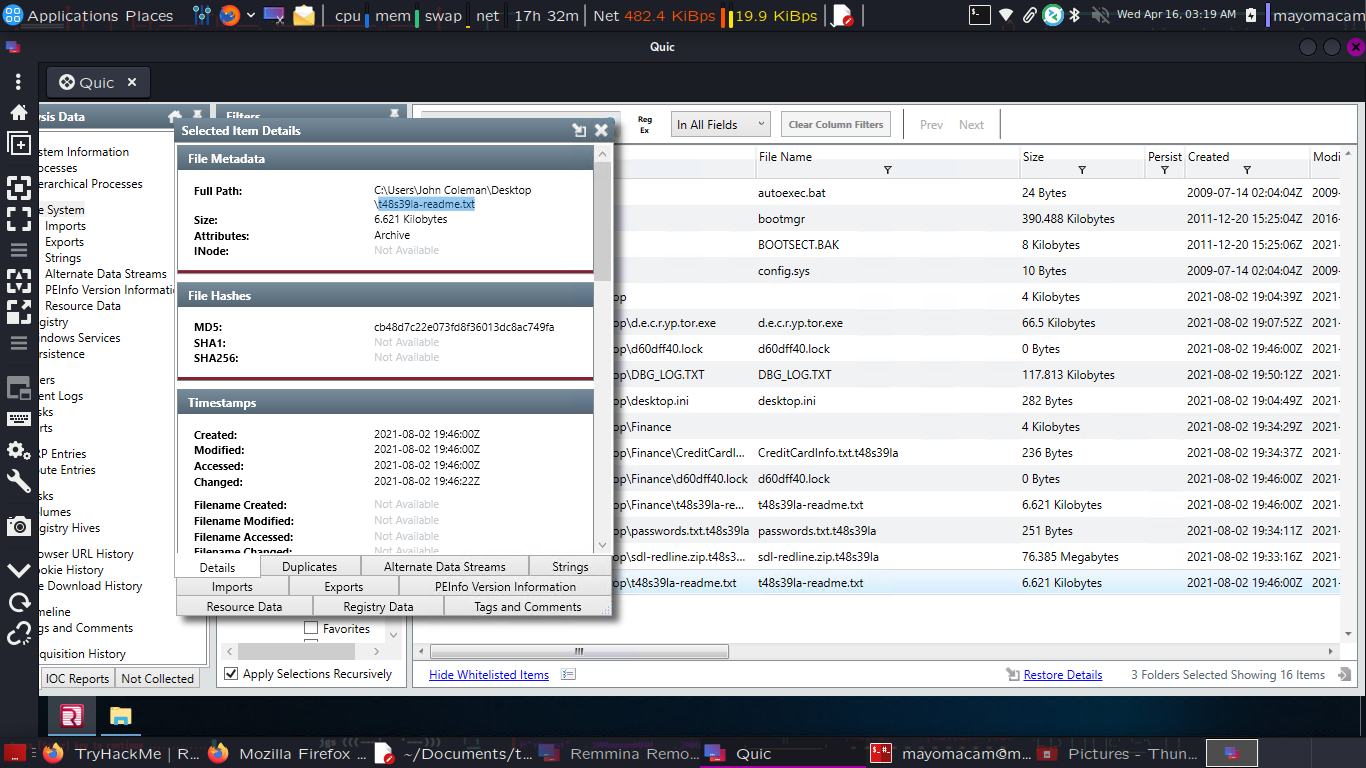 Applications Places cpu mem swap net 17h 32m Net 482.4 KiBps 19.9 KiBps Wed Apr 16, 03:19 AM mayomacam
Quic
Quic
ysis Data
Filters
stem Information
ocesses
erarchical Processes
e System
Imports
Exports
Strings
Alternate Data Streams
PEInfo Version Informatio
Resource Data
gistry
indows Services
rsistence
ers
ent Logs
sks
rts
RP Entries
ute Entries
sks
lumes
gistry Hives
owser URL History
okie History
e Download History
meline
gs and Comments
quisition History
IOC Reports Not Collected
Favorites
Apply Selections Recursively
Selected Item Details
File Metadata
Full Path: C:\Users\John Coleman\Desktop
\t48s39la-readme.txt
Size: 6.621 Kilobytes
Attributes: Archive
INode: Not Available
File Hashes
MD5: cb48d7c22e073fd8f36013dc8ac749fa
SHA1: Not Available
SHA256: Not Available
Timestamps
Created: 2021-08-02 19:46:00Z
Modified: 2021-08-02 19:46:00Z
Accessed: 2021-08-02 19:46:00Z
Changed: 2021-08-02 19:46:22Z
Filename Created: Not Available
Filename Modified: Not Available
Filename Accessed: Not Available
Filename Changed: Not Available
Details Duplicates Alternate Data Streams Strings
Imports Exports PEInfo Version Information
Resource Data Registry Data Tags and Comments
Reg
Ex
In All Fields Clear Column Filters Prev Next
File Name Size Persist Created Modi
autoexec.bat 24 Bytes 2009-07-14 02:04:04Z 2009-
bootmgr 390.488 Kilobytes 2011-12-20 15:25:04Z 2016-
BOOTSECT.BAK 8 Kilobytes 2011-12-20 15:25:06Z 2021-
config.sys 10 Bytes 2009-07-14 02:04:04Z 2009-
op 4 Kilobytes 2021-08-02 19:04:39Z 2021-
op\d.e.c.r.yp.tor.exe d.e.c.r.yp.tor.exe 66.5 Kilobytes 2021-08-02 19:07:52Z 2021-
op\d60dff40.lock d60dff40.lock 0 Bytes 2021-08-02 19:46:00Z 2021-
op\DBG_LOG.TXT DBG_LOG.TXT 117.813 Kilobytes 2021-08-02 19:50:12Z 2021-
op\desktop.ini desktop.ini 282 Bytes 2021-08-02 19:04:49Z 2021-
op\Finance 4 Kilobytes 2021-08-02 19:46:00Z 2021-
op\Finance\CreditCardI... CreditCardInfo.txt.t48s39la 236 Bytes 2021-08-02 19:34:37Z 2021-
op\Finance\d60dff40.lock d60dff40.lock 0 Bytes 2021-08-02 19:46:00Z 2021-
op\Finance\t48s39la-re... t48s39la-readme.txt 6.621 Kilobytes 2021-08-02 19:46:00Z 2021-
op\passwords.txt.t48s39la passwords.txt.t48s39la 251 Bytes 2021-08-02 19:34:11Z 2021-
op\sdl-redline.zip.t48s3... sdl-redline.zip.t48s39la 76.385 Megabytes 2021-08-02 19:33:16Z 2021-
op\t48s39la-readme.txt t48s39la-readme.txt 6.621 Kilobytes 2021-08-02 19:46:00Z 2021-
Hide Whitelisted Items Restore Details 3 Folders Selected Showing 16 Items
TryHackMe | R... Mozilla Firefox ~/Documents/t... Remmina Remo... Quic mayomacam@m... Pictures - Thun...